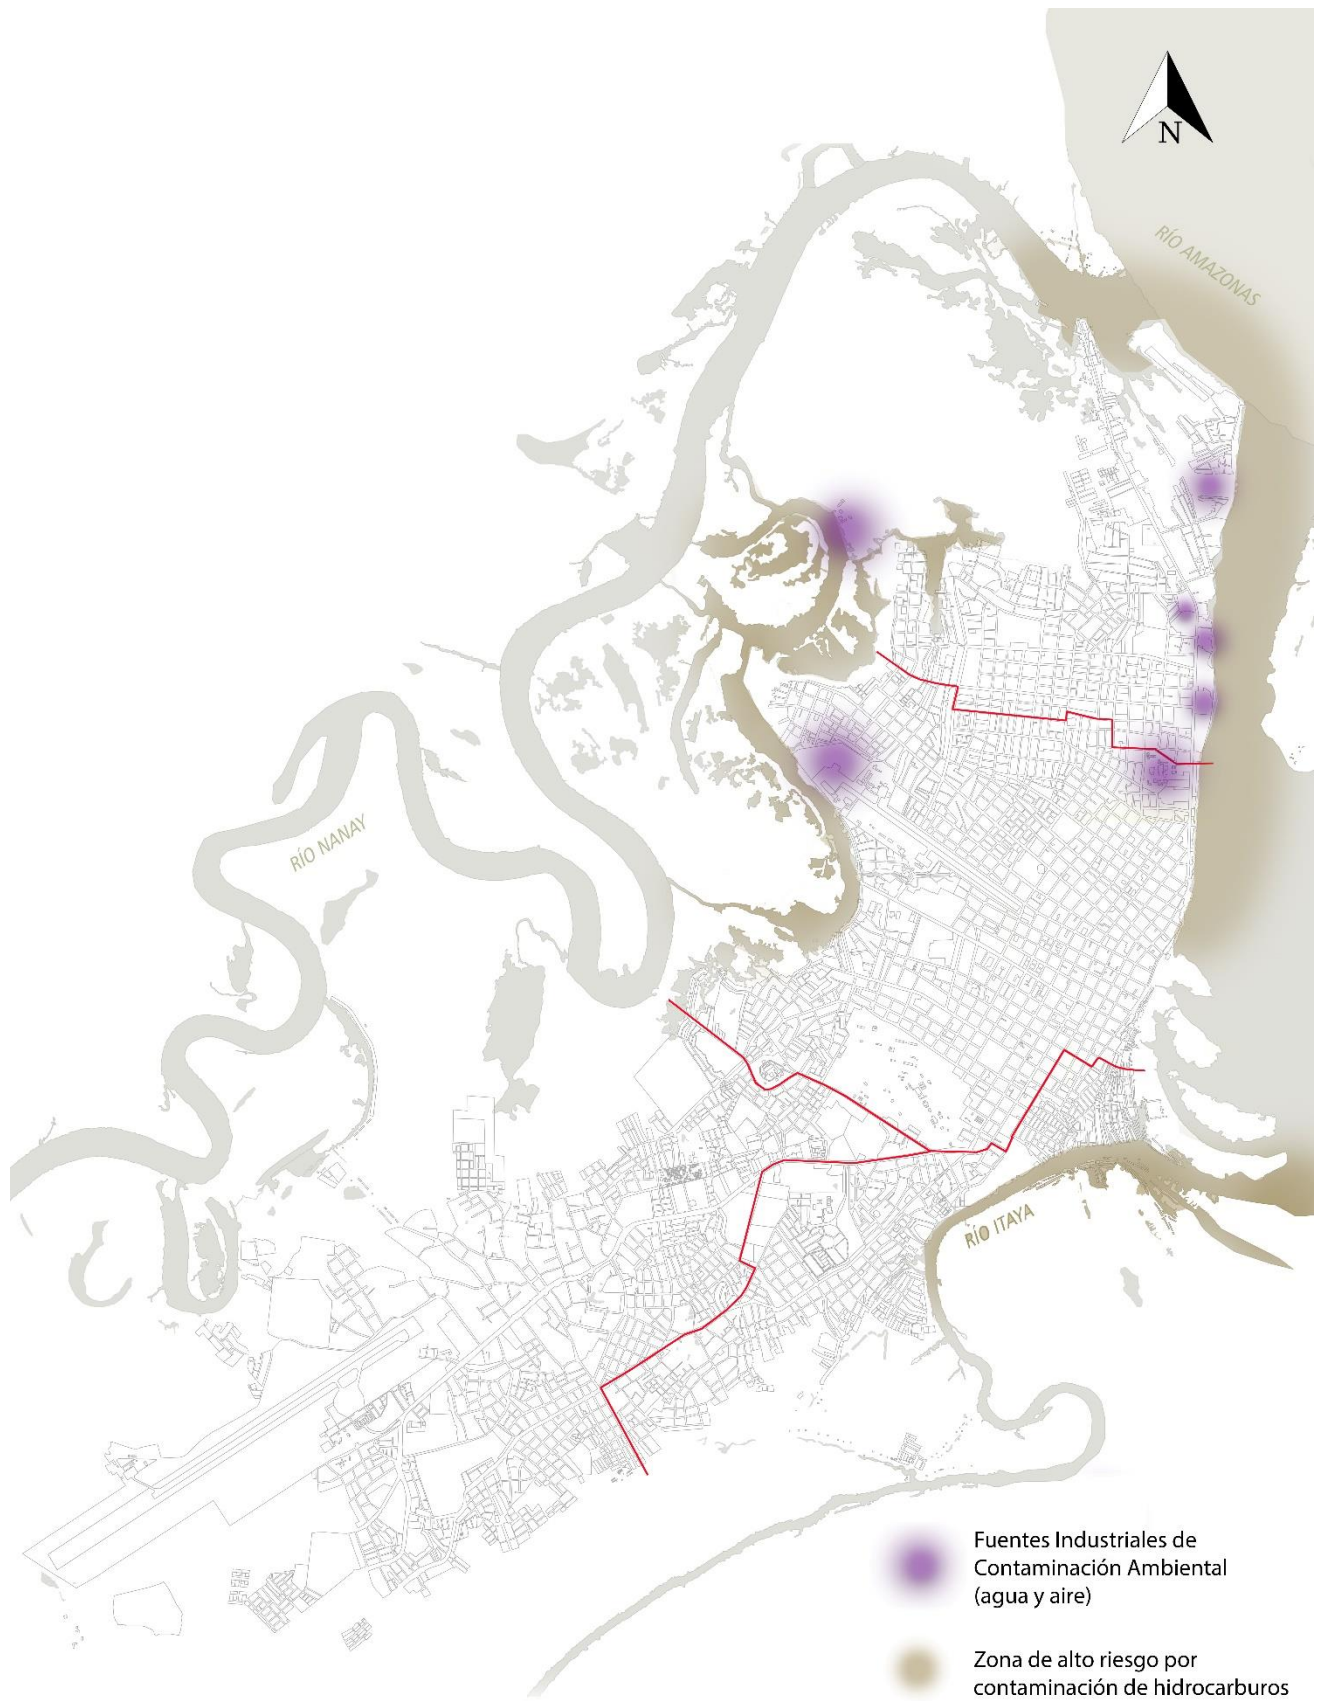 N
RÍO AMAZONAS
RÍO NANAY
RÍO ITAYA
Fuentes Industriales de
Contaminación Ambiental
(agua y aire)
Zona de alto riesgo por
contaminación de hidrocarburos